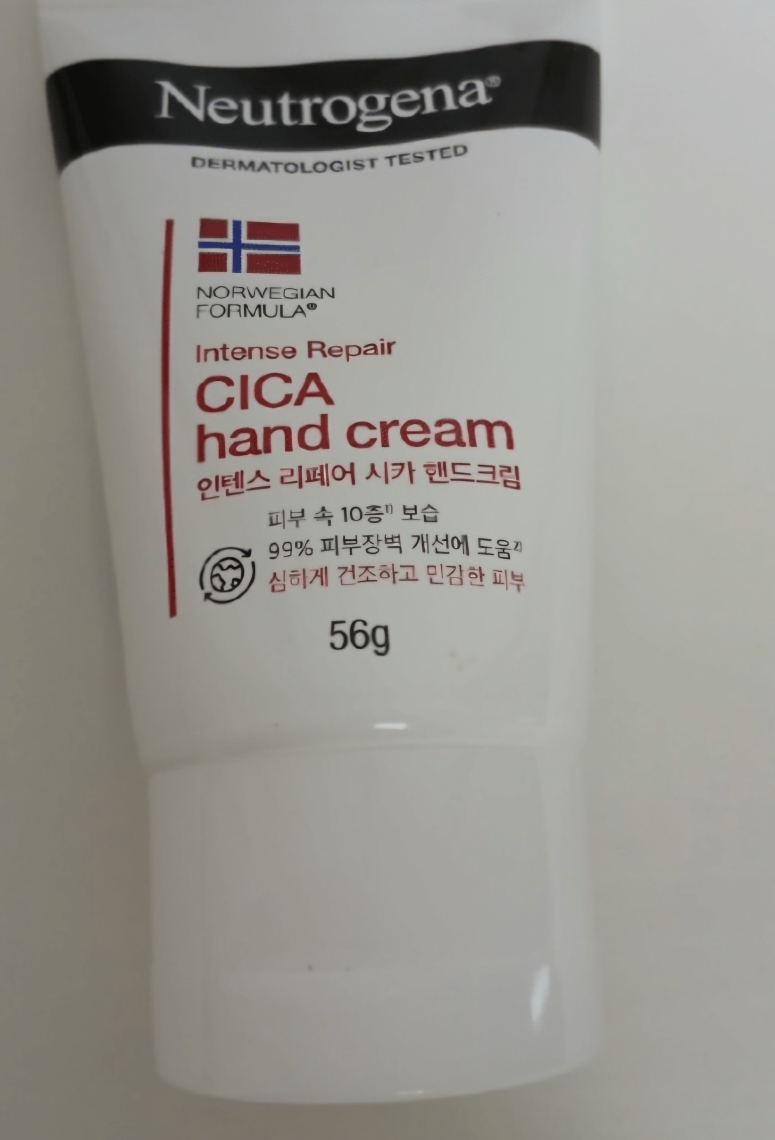 Neutrogena®
DERMATOLOGIST TESTED
NORWEGIAN
FORMULA®
Intense Repair
CICA
hand cream
인텐스 리페어 시카 핸드크림
피부 속 10층¹⁾ 보습
99% 피부장벽 개선에 도움²⁾
심하게 건조하고 민감한 피부
56g